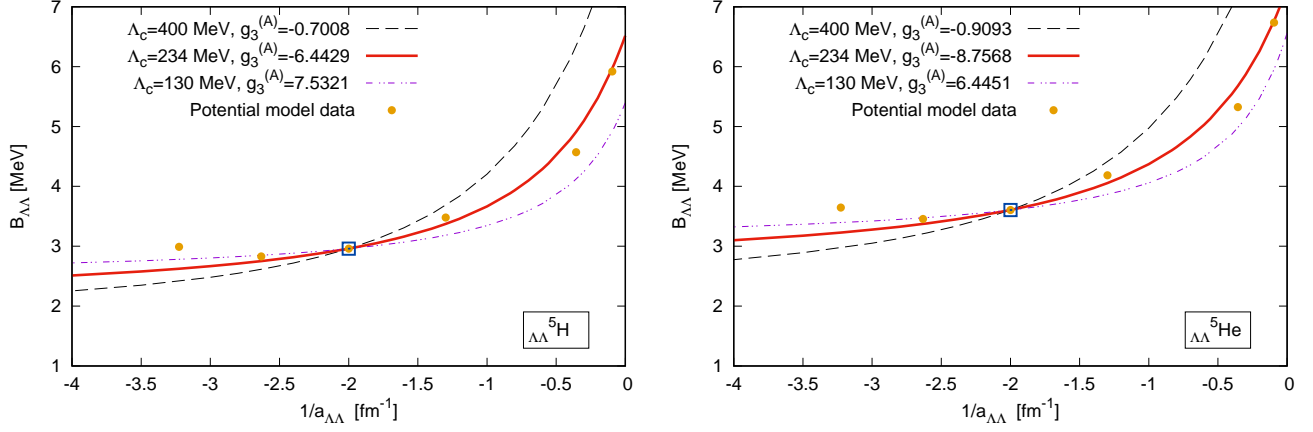 Λc=400 MeV, g3(A)=-0.7008
Λc=234 MeV, g3(A)=-6.4429
Λc=130 MeV, g3(A)=7.5321
Potential model data
BΛΛ [MeV]
7
6
5
4
3
2
1
ΛΛ5H
-4 -3.5 -3 -2.5 -2 -1.5 -1 -0.5 0
1/aΛΛ [fm-1]
Λc=400 MeV, g3(A)=-0.9093
Λc=234 MeV, g3(A)=-8.7568
Λc=130 MeV, g3(A)=6.4451
Potential model data
BΛΛ [MeV]
7
6
5
4
3
2
1
ΛΛ5He
-4 -3.5 -3 -2.5 -2 -1.5 -1 -0.5 0
1/aΛΛ [fm-1]